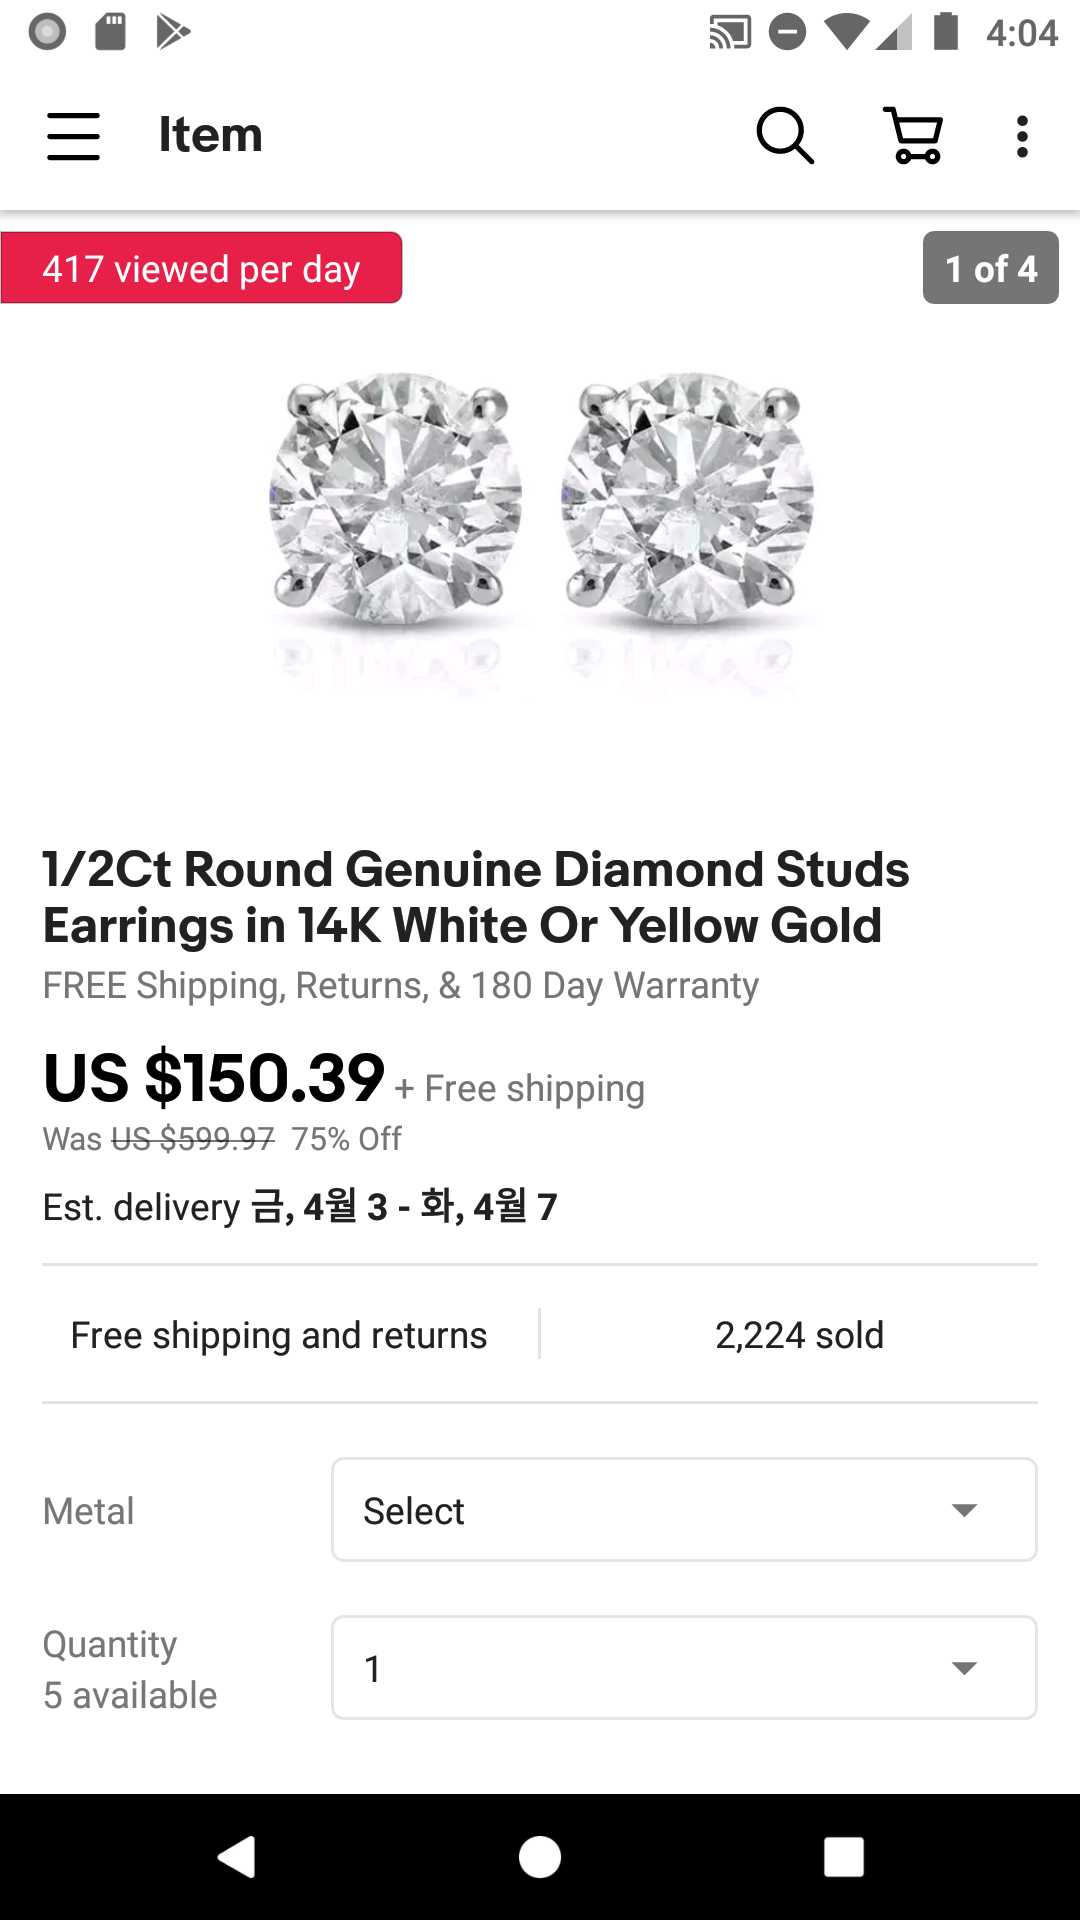 4:04
Item
417 viewed per day
1 of 4
1/2Ct Round Genuine Diamond Studs
Earrings in 14K White Or Yellow Gold
FREE Shipping, Returns, & 180 Day Warranty
US $150.39 + Free shipping
Was US $599.97 75% Off
Est. delivery 금, 4월 3 - 화, 4월 7
Free shipping and returns
2,224 sold
Metal
Select
Quantity
5 available
1